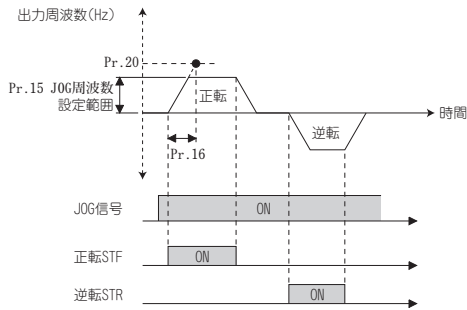 出力周波数(Hz)
Pr.20
Pr.15 JOG周波数
設定範囲
正転
時間
逆転
Pr.16
JOG信号
ON
正転STF
ON
逆転STR
ON